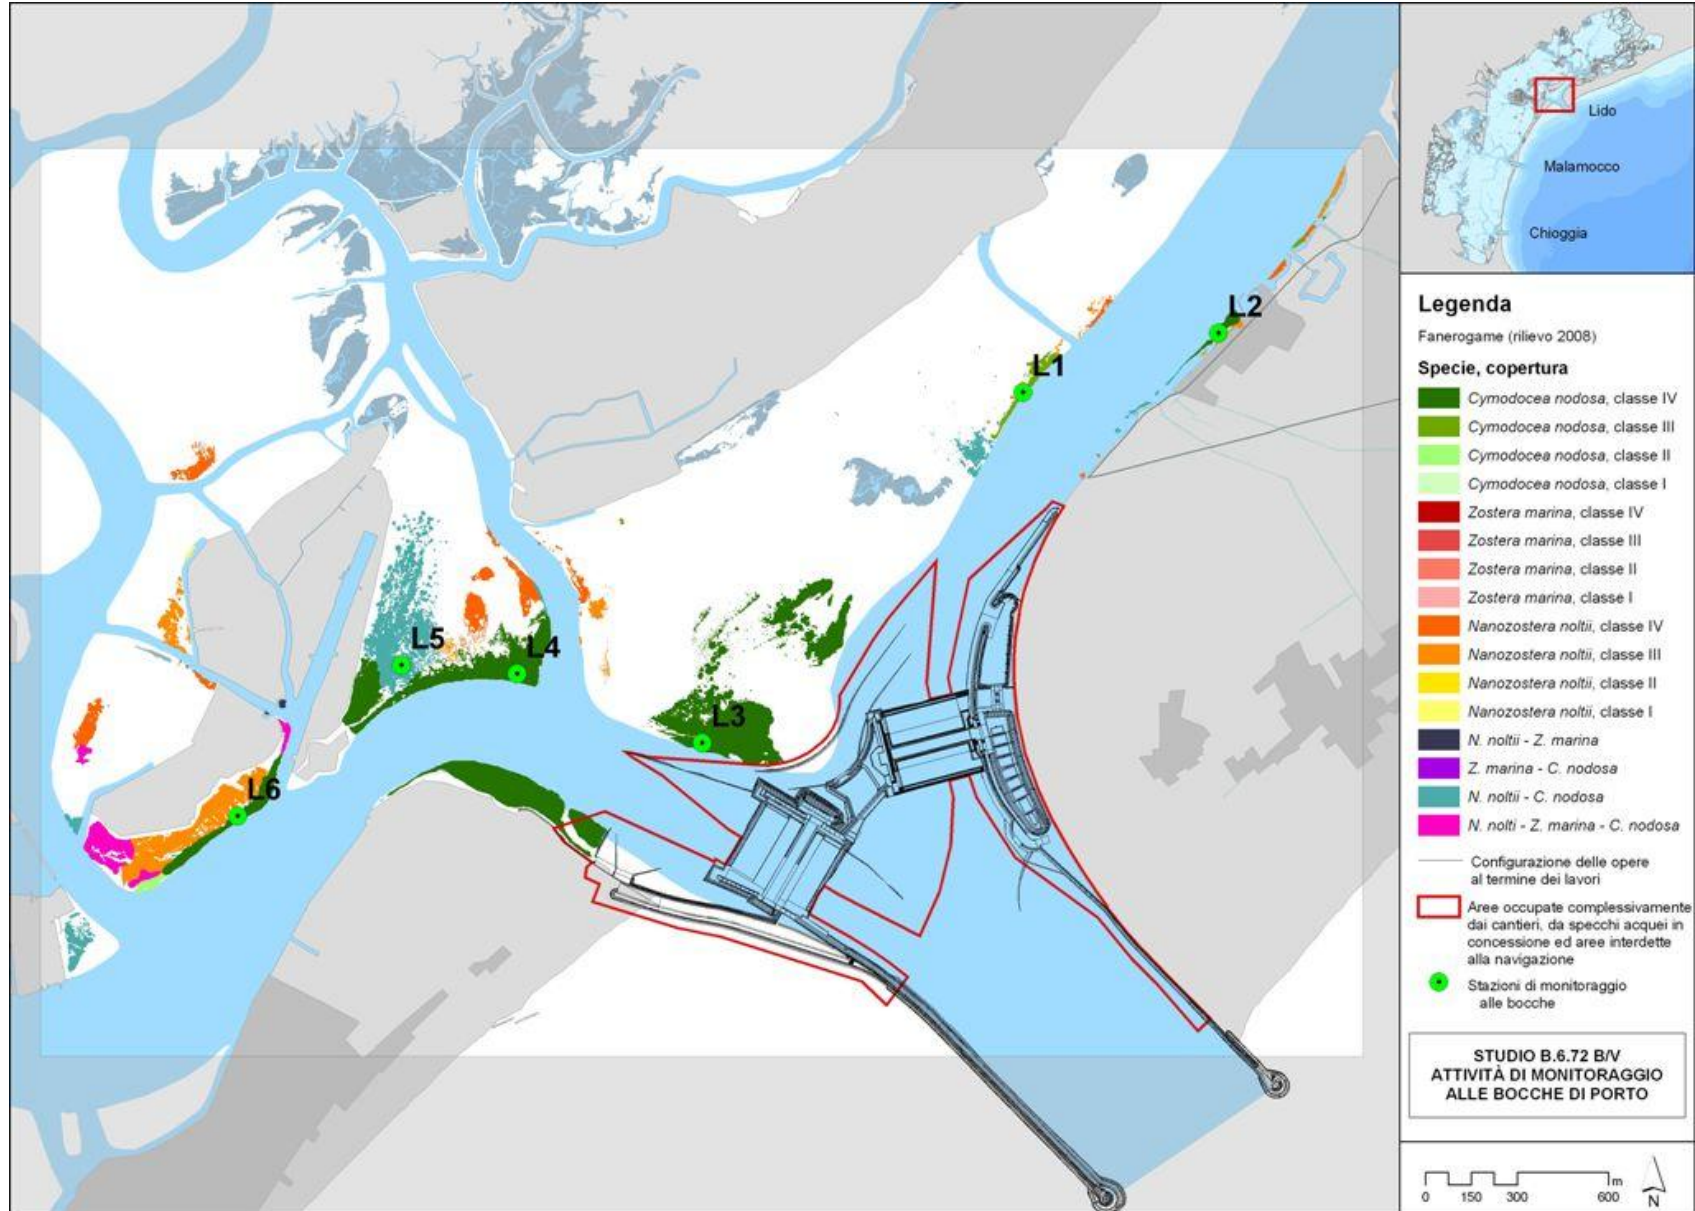 Lido
Malamocco
Chioggia
L2
L1
L5
L4
L3
L6
Legenda
Fanerogame (rilievo 2008)
Specie, copertura
Cymodocea nodosa, classe IV
Cymodocea nodosa, classe III
Cymodocea nodosa, classe II
Cymodocea nodosa, classe I
Zostera marina, classe IV
Zostera marina, classe III
Zostera marina, classe II
Zostera marina, classe I
Nanozostera noltii, classe IV
Nanozostera noltii, classe III
Nanozostera noltii, classe II
Nanozostera noltii, classe I
N. noltii - Z. marina
Z. marina - C. nodosa
N. noltii - C. nodosa
N. nolti - Z. marina - C. nodosa
Configurazione delle opere
al termine dei lavori
Aree occupate complessivamente
dai cantieri, da specchi acquei in
concessione ed aree interdette
alla navigazione
Stazioni di monitoraggio
alle bocche
STUDIO B.6.72 B/V
ATTIVITÀ DI MONITORAGGIO
ALLE BOCCHE DI PORTO
m
0 150 300 600
N